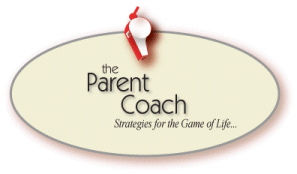 the
Parent
Coach
Strategies for the Game of Life...